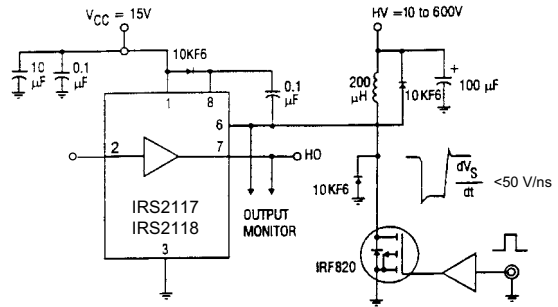 V_CC = 15V
HV = 10 to 600V
10KF6
10 µF
0.1 µF
0.1 µF
200 µH
10KF6
+
100 µF
1
8
6
2
7
HO
IRS2117
IRS2118
3
OUTPUT
MONITOR
10KF6
dV_S
dt
<50 V/ns
IRF820